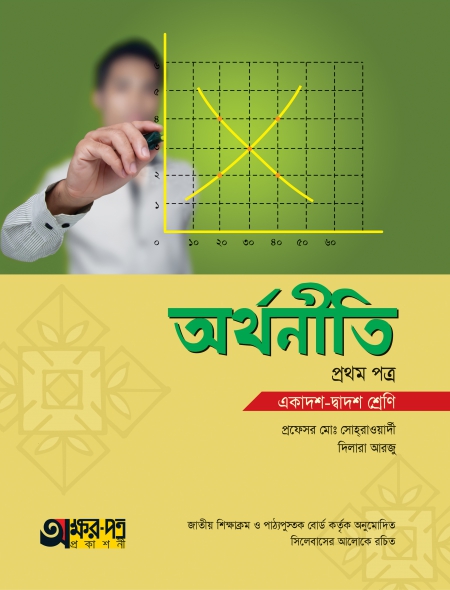 ৬
৫
৪
৩
২
১
০ ১০ ২০ ৩০ ৪০ ৫০ ৬০
অর্থনীতি
প্রথম পত্র
একাদশ-দ্বাদশ শ্রেণি
প্রফেসর মোঃ সোহ্‌রাওয়ার্দী
দিলারা আরজু
জাতীয় শিক্ষাক্রম ও পাঠ্যপুস্তক বোর্ড কর্তৃক অনুমোদিত
সিলেবাসের আলোকে রচিত
অক্ষর-পত্র
প্রকাশনী